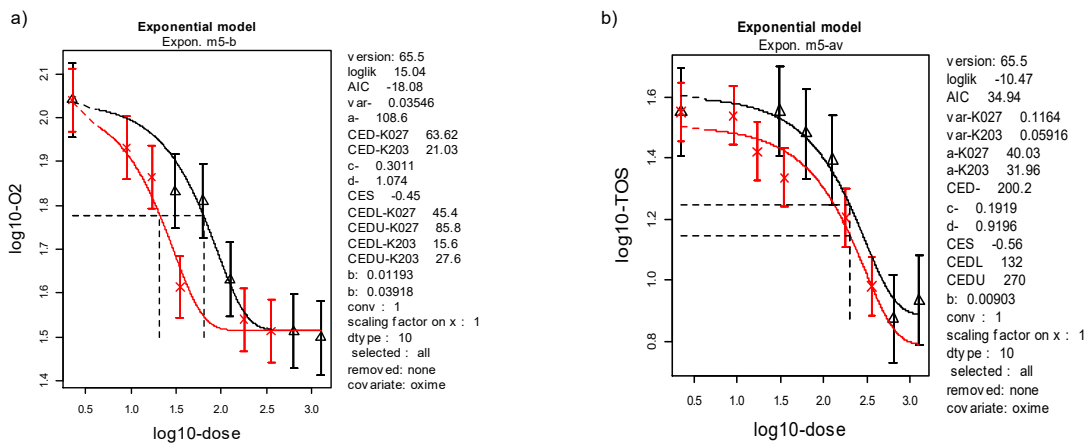 a)
Exponential model
Expon. m5-b
log10-O2
2.1
2.0
1.9
1.8
1.7
1.6
1.5
1.4
0.5 1.0 1.5 2.0 2.5 3.0
log10-dose
version: 65.5
loglik 15.04
AIC -18.08
var- 0.03546
a- 108.6
CED-K027 63.62
CED-K203 21.03
c- 0.3011
d- 1.074
CES -0.45
CEDL-K027 45.4
CEDU-K027 85.8
CEDL-K203 15.6
CEDU-K203 27.6
b: 0.01193
b: 0.03918
conv : 1
scaling factor on x : 1
dtype : 10
selected : all
removed: none
covariate: oxime
b)
Exponential model
Expon. m5-av
log10-TOS
1.6
1.4
1.2
1.0
0.8
0.5 1.0 1.5 2.0 2.5 3.0
log10-dose
version: 65.5
loglik -10.47
AIC 34.94
var-K027 0.1164
var-K203 0.05916
a-K027 40.03
a-K203 31.96
CED- 200.2
c- 0.1919
d- 0.9196
CES -0.56
CEDL 132
CEDU 270
b: 0.00903
conv : 1
scaling factor on x : 1
dtype : 10
selected : all
removed: none
covariate: oxime